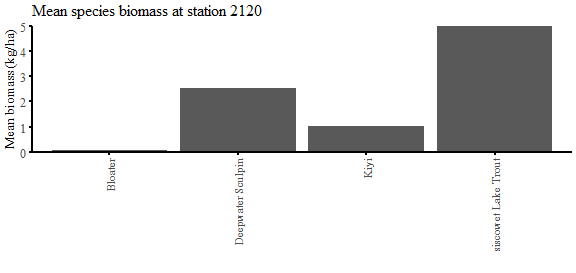 Mean species biomass at station 2120
Mean biomass (kg/ha)
5
4
3
2
1
0
Bloater
Deepwater Sculpin
Kiyi
siscowet Lake Trout